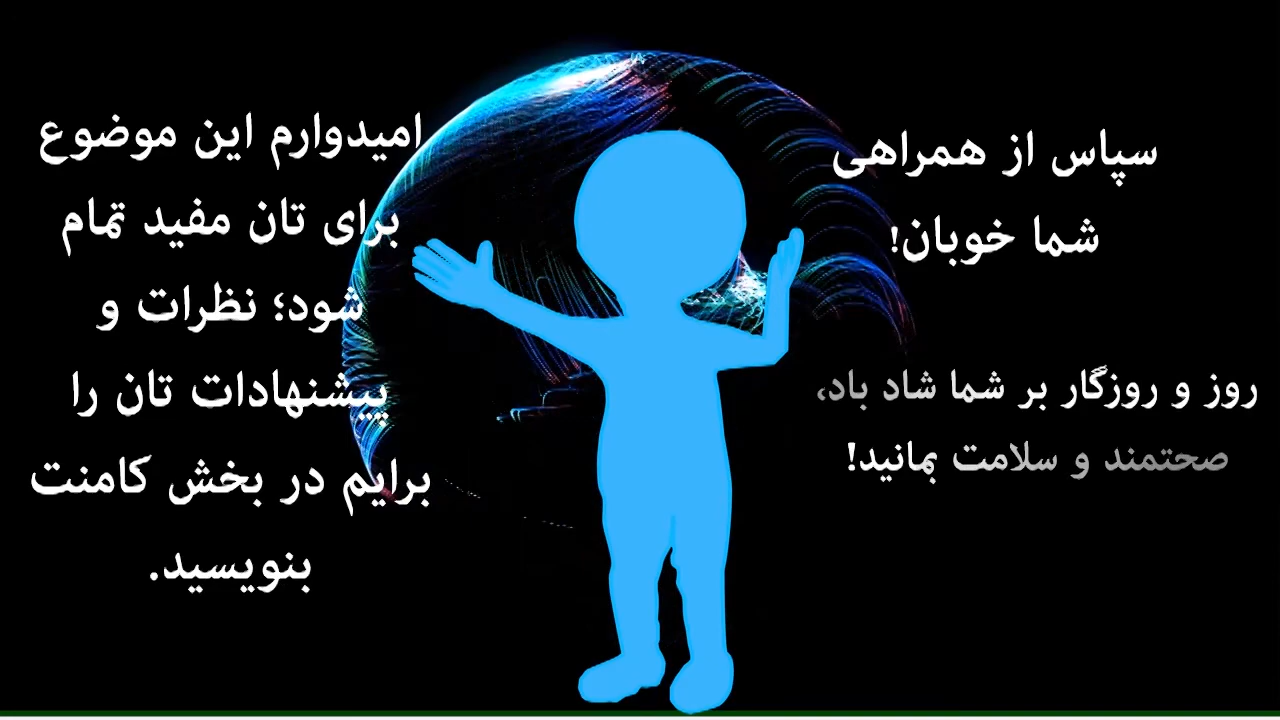 سپاس از همراهی
شما خوبان!
روز و روزگار بر شما شاد باد،
صحتمند و سلامت بمانید!
امیدوارم این موضوع
برای تان مفید تمام
شود؛ نظرات و
پیشنهادات تان را
برایم در بخش کامنت
بنویسید.